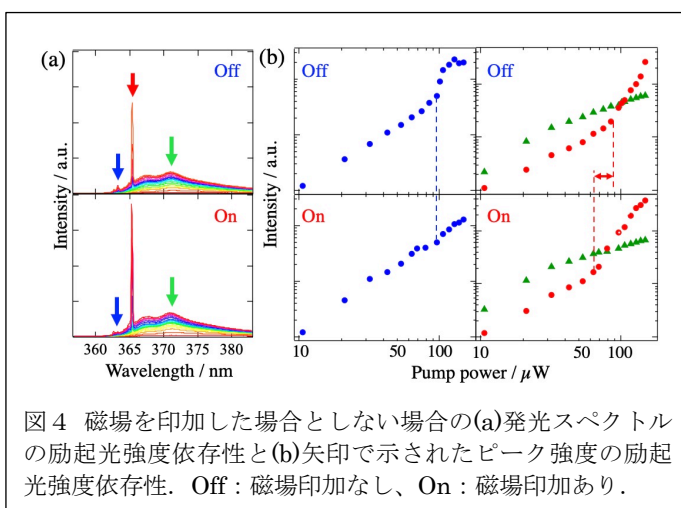 (a)
Off
On
Intensity / a.u.
360
365
370
375
380
Wavelength / nm
(b)
Off
Off
On
On
Intensity / a.u.
10
50
100
10
50
100
Pump power / μW
図４ 磁場を印加した場合としない場合の(a)発光スペクトル
の励起光強度依存性と(b)矢印で示されたピーク強度の励起
光強度依存性．Off：磁場印加なし、On：磁場印加あり．